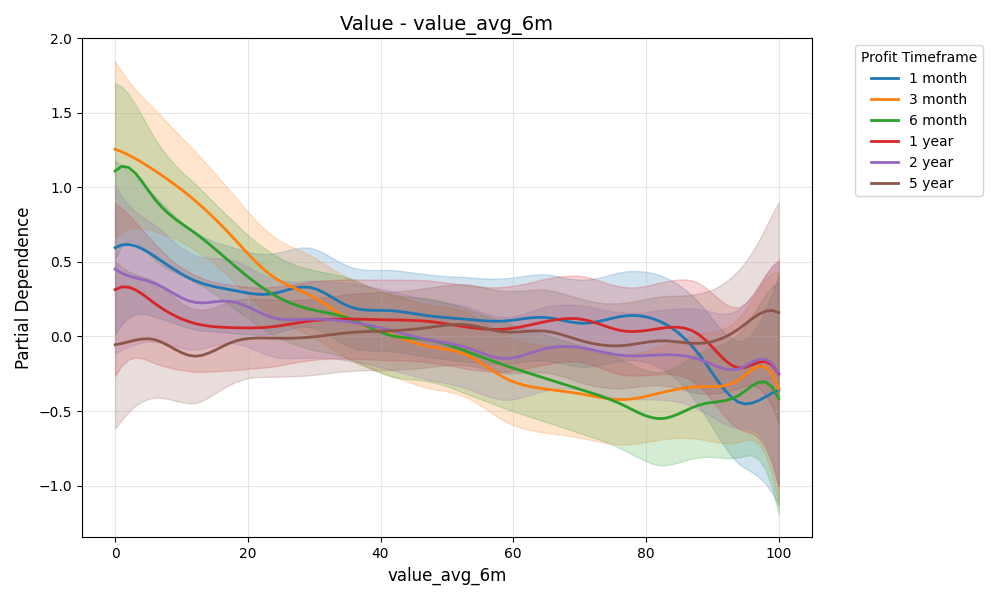 Value - value_avg_6m
Partial Dependence
2.0
1.5
1.0
0.5
0.0
−0.5
−1.0
0 20 40 60 80 100
value_avg_6m
Profit Timeframe
1 month
3 month
6 month
1 year
2 year
5 year